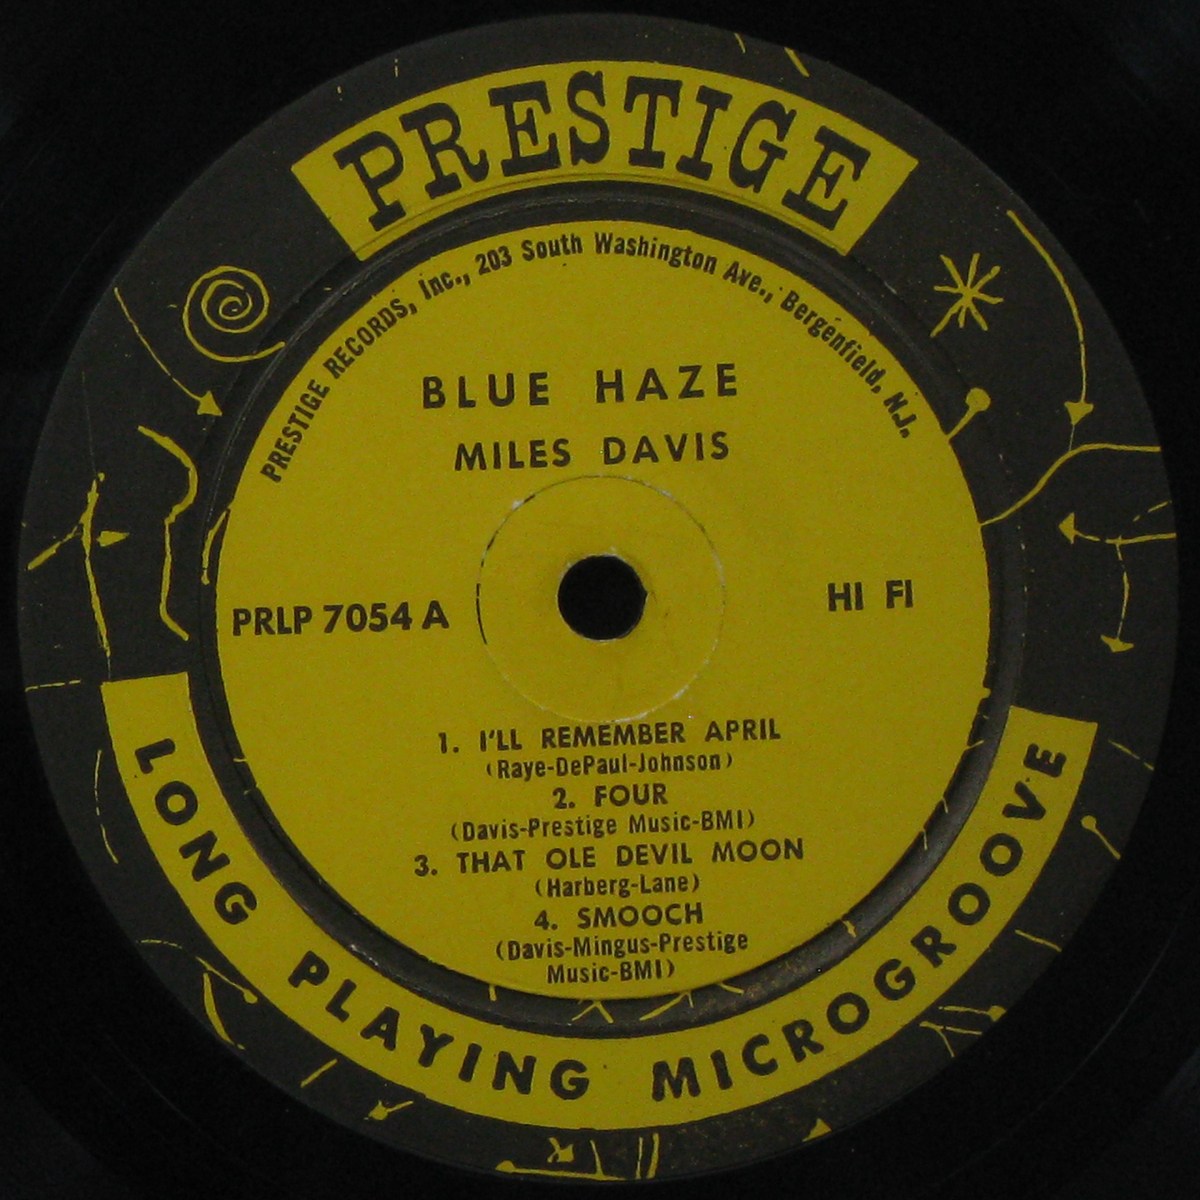 PRESTIGE
PRESTIGE RECORDS, Inc., 203 South Washington Ave., Bergenfield, N.J.
BLUE HAZE
MILES DAVIS
PRLP 7054 A
HI FI
1. I'LL REMEMBER APRIL
(Raye-DePaul-Johnson)
2. FOUR
(Davis-Prestige Music-BMI)
3. THAT OLE DEVIL MOON
(Harberg-Lane)
4. SMOOCH
(Davis-Mingus-Prestige
Music-BMI)
LONG PLAYING MICROGROOVE